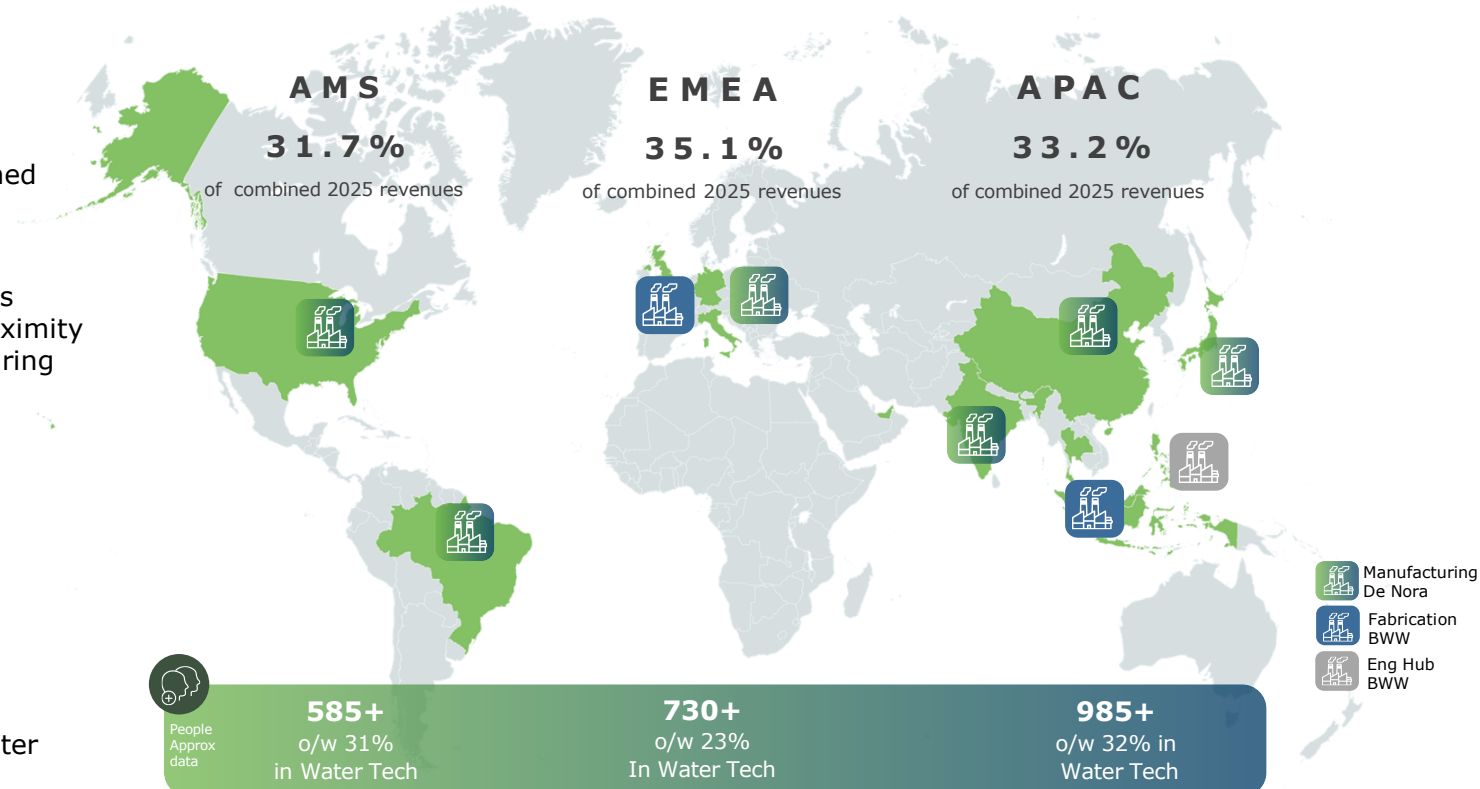 ned
s
ximity
ring
ter
AMS
31.7%
of combined 2025 revenues
EMEA
35.1%
of combined 2025 revenues
APAC
33.2%
of combined 2025 revenues
Manufacturing
De Nora
Fabrication
BWW
Eng Hub
BWW
People
Approx
data
585+
o/w 31%
in Water Tech
730+
o/w 23%
In Water Tech
985+
o/w 32% in
Water Tech